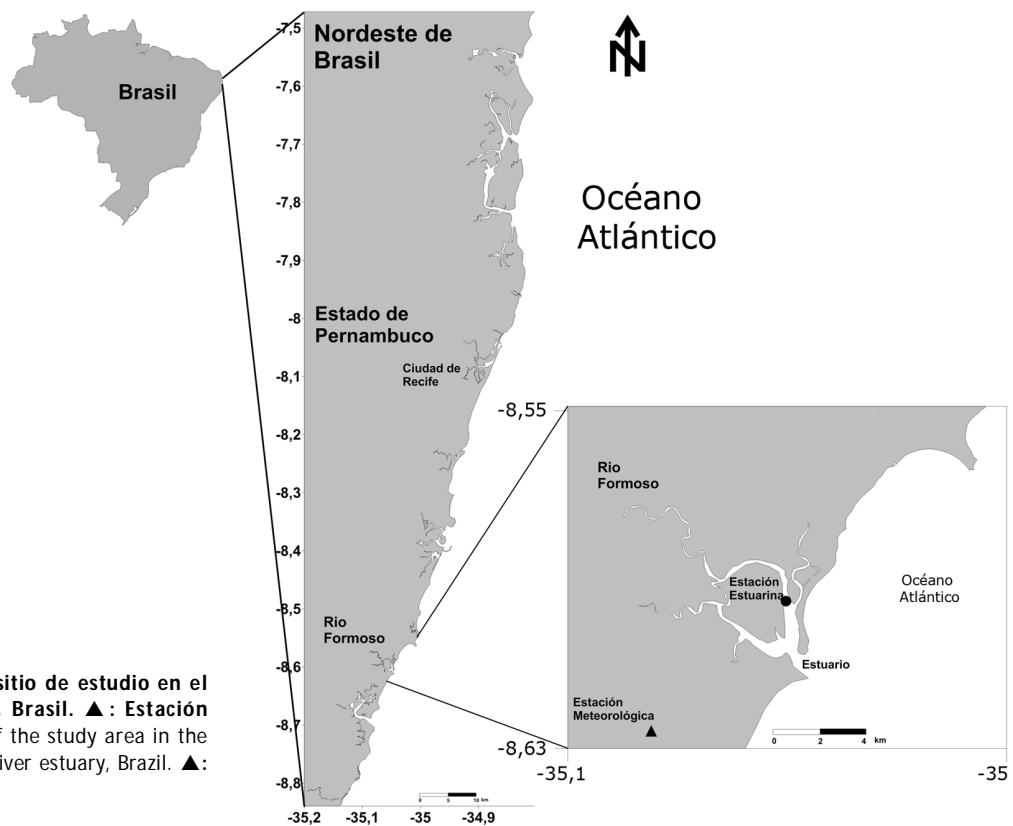 Brasil
Nordeste de
Brasil
N
Océano
Atlántico
Estado de
Pernambuco
Ciudad de
Recife
Rio
Formoso
-7,5
-7,6
-7,7
-7,8
-7,9
-8
-8,1
-8,2
-8,3
-8,4
-8,5
-8,6
-8,7
-8,8
-35,2
-35,1
-35
-34,9
0
5
10
km
-8,55
Rio
Formoso
Estación
Estuarina
Océano
Atlántico
Estuario
Estación
Meteorológica
0
2
4
km
-8,63
-35,1
-35
sitio de estudio en el
Brasil. ▲: Estación
f the study area in the
iver estuary, Brazil. ▲: